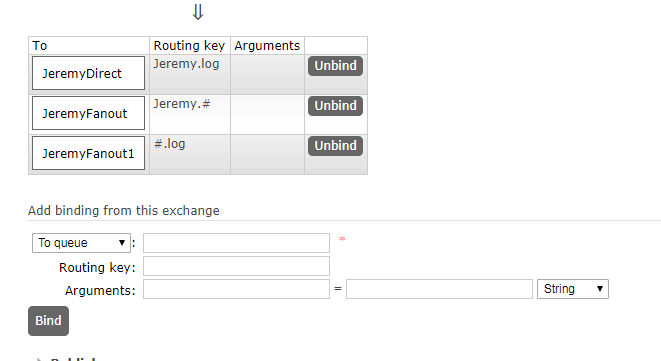 To Routing key Arguments
JeremyDirect Jeremy.log Unbind
JeremyFanout Jeremy.# Unbind
JeremyFanout1 #.log Unbind
Add binding from this exchange
To queue : *
Routing key:
Arguments: = String
Bind